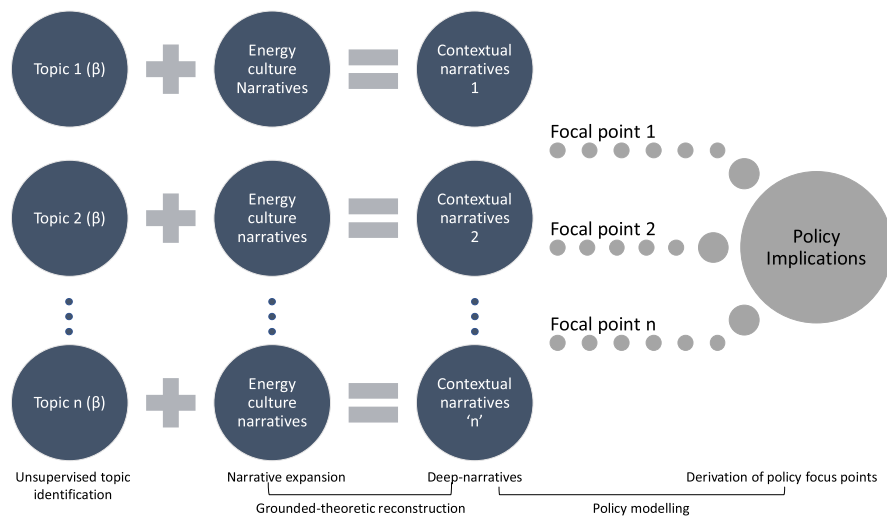 Topic 1 (β)
Energy
culture
Narratives
Contextual
narratives
1
Focal point 1
Topic 2 (β)
Energy
culture
narratives
Contextual
narratives
2
Focal point 2
Policy
Implications
Focal point n
Topic n (β)
Energy
culture
narratives
Contextual
narratives
‘n’
Unsupervised topic
identification
Narrative expansion
Deep-narratives
Derivation of policy focus points
Grounded-theoretic reconstruction
Policy modelling